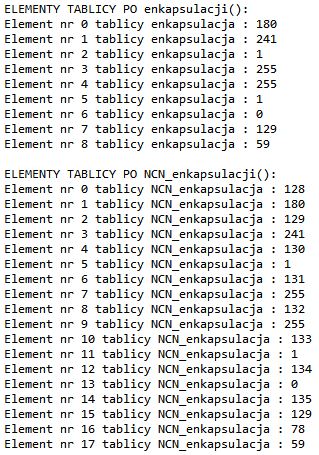 ELEMENTY TABLICY PO enkapsulacji():
Element nr 0 tablicy enkapsulacja : 180
Element nr 1 tablicy enkapsulacja : 241
Element nr 2 tablicy enkapsulacja : 1
Element nr 3 tablicy enkapsulacja : 255
Element nr 4 tablicy enkapsulacja : 255
Element nr 5 tablicy enkapsulacja : 1
Element nr 6 tablicy enkapsulacja : 0
Element nr 7 tablicy enkapsulacja : 129
Element nr 8 tablicy enkapsulacja : 59
ELEMENTY TABLICY PO NCN_enkapsulacji():
Element nr 0 tablicy NCN_enkapsulacja : 128
Element nr 1 tablicy NCN_enkapsulacja : 180
Element nr 2 tablicy NCN_enkapsulacja : 129
Element nr 3 tablicy NCN_enkapsulacja : 241
Element nr 4 tablicy NCN_enkapsulacja : 130
Element nr 5 tablicy NCN_enkapsulacja : 1
Element nr 6 tablicy NCN_enkapsulacja : 131
Element nr 7 tablicy NCN_enkapsulacja : 255
Element nr 8 tablicy NCN_enkapsulacja : 132
Element nr 9 tablicy NCN_enkapsulacja : 255
Element nr 10 tablicy NCN_enkapsulacja : 133
Element nr 11 tablicy NCN_enkapsulacja : 1
Element nr 12 tablicy NCN_enkapsulacja : 134
Element nr 13 tablicy NCN_enkapsulacja : 0
Element nr 14 tablicy NCN_enkapsulacja : 135
Element nr 15 tablicy NCN_enkapsulacja : 129
Element nr 16 tablicy NCN_enkapsulacja : 78
Element nr 17 tablicy NCN_enkapsulacja : 59